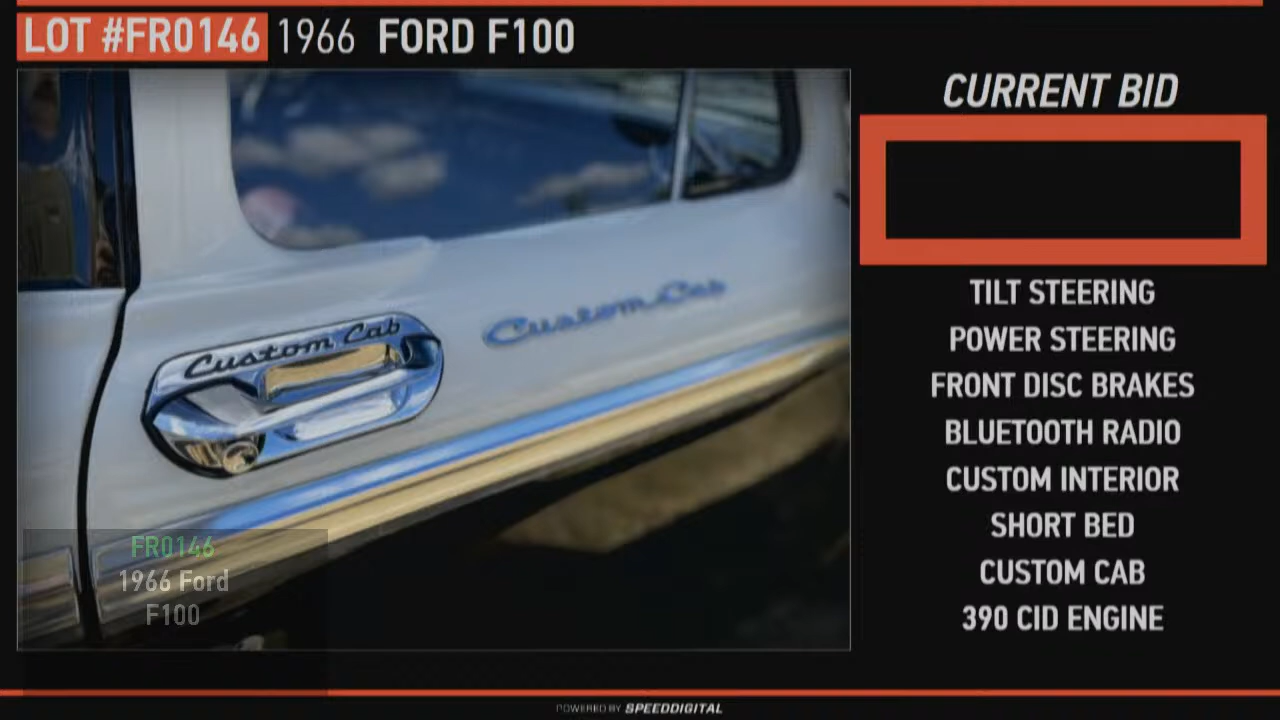 LOT #FR0146 1966 FORD F100
CURRENT BID
Custom Cab
Custom Cab
TILT STEERING
POWER STEERING
FRONT DISC BRAKES
BLUETOOTH RADIO
CUSTOM INTERIOR
SHORT BED
CUSTOM CAB
390 CID ENGINE
FR0146
1966 Ford
F100
POWERED BY SPEEDDIGITAL